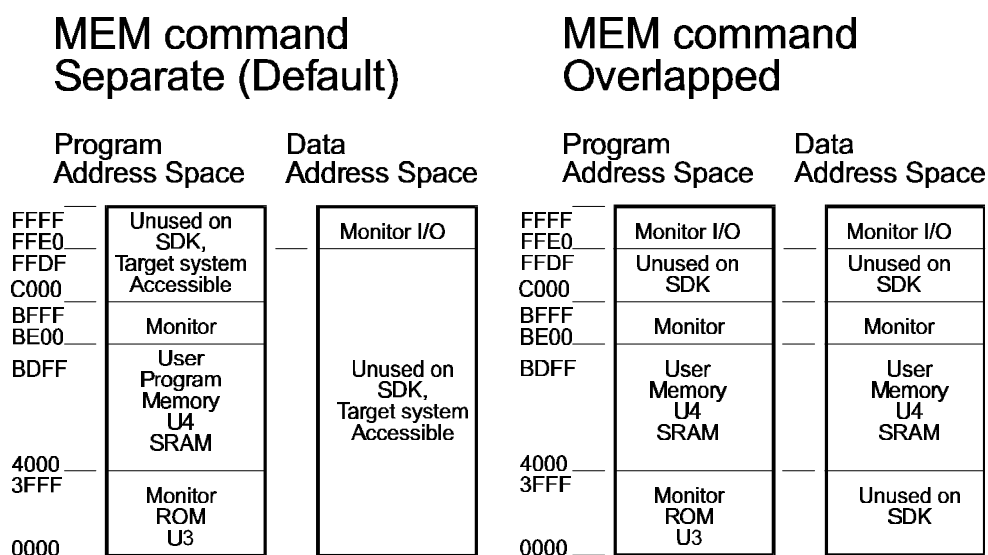 MEM command
Separate (Default)
Program
Address Space
Data
Address Space
FFFF
FFE0
FFDF
C000
BFFF
BE00
BDFF
4000
3FFF
0000
Unused on
SDK,
Target system
Accessible
Monitor
User
Program
Memory
U4
SRAM
Monitor
ROM
U3
Monitor I/O
Unused on
SDK,
Target system
Accessible
MEM command
Overlapped
Program
Address Space
Data
Address Space
FFFF
FFE0
FFDF
C000
BFFF
BE00
BDFF
4000
3FFF
0000
Monitor I/O
Unused on
SDK
Monitor
User
Memory
U4
SRAM
Monitor
ROM
U3
Monitor I/O
Unused on
SDK
Monitor
User
Memory
U4
SRAM
Unused on
SDK